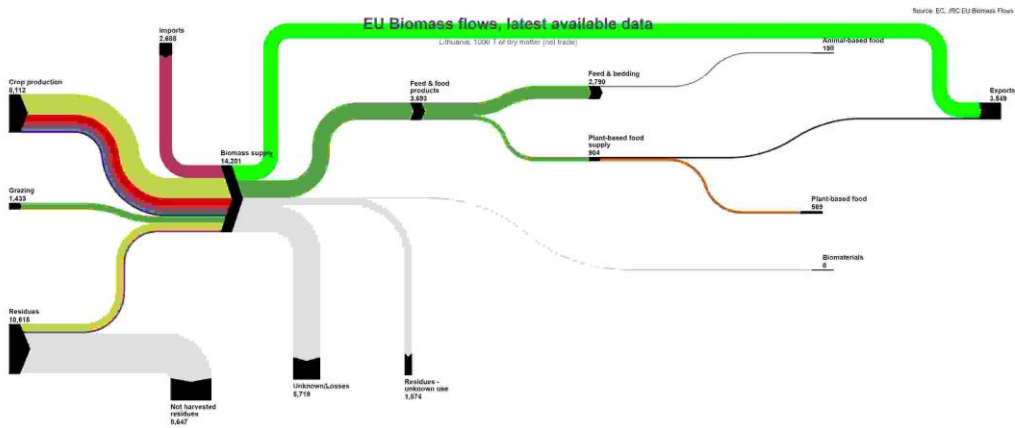 Source: EC, JRC EU Biomass Flows
EU Biomass flows, latest available data
Lithuania: 1000 T of dry matter (net trade)
Imports
2,688
Animal-based food
190
Crop production
8,112
Feed & food
products
3,693
Feed & bedding
2,790
Exports
3,549
Plant-based food
supply
904
Biomass supply
14,201
Grazing
1,433
Plant-based food
569
Biomaterials
0
Residues
10,615
Unknown/Losses
5,719
Residues -
unknown use
1,574
Not harvested
residues
8,647